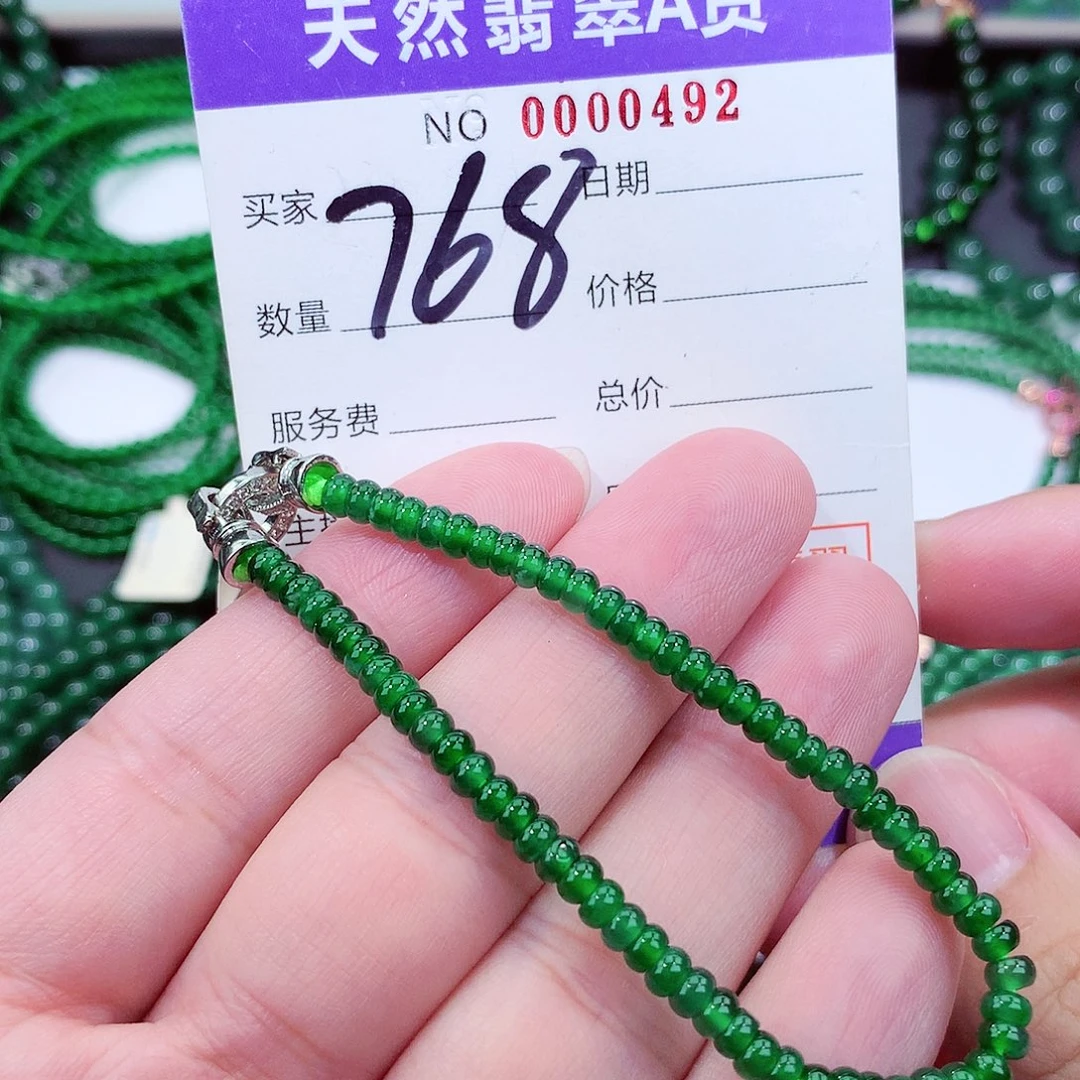 天然翡翠A货
NO 0000492
买家 768 日期
数量 价格
服务费 总价
主